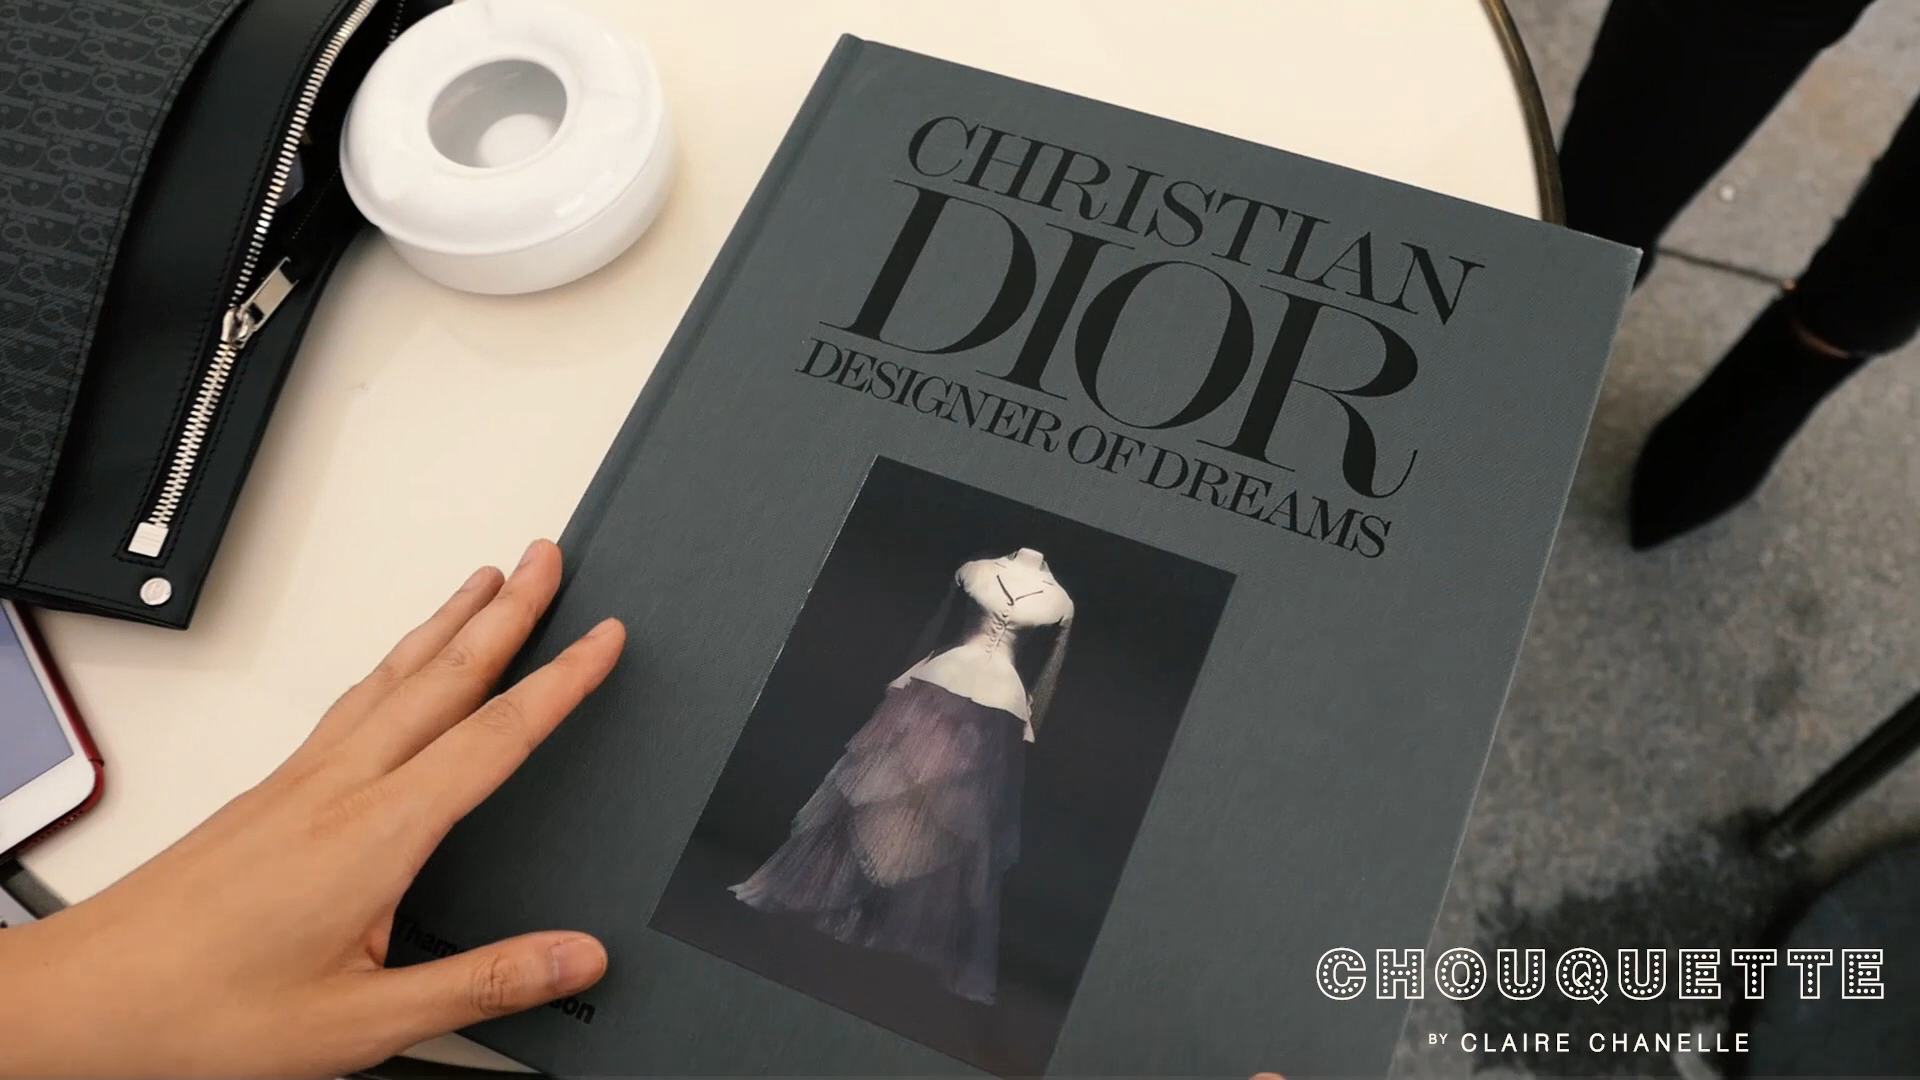 CHRISTIAN
DIOR
DESIGNER OF DREAMS
CHOUQUETTE
BY CLAIRE CHANELLE